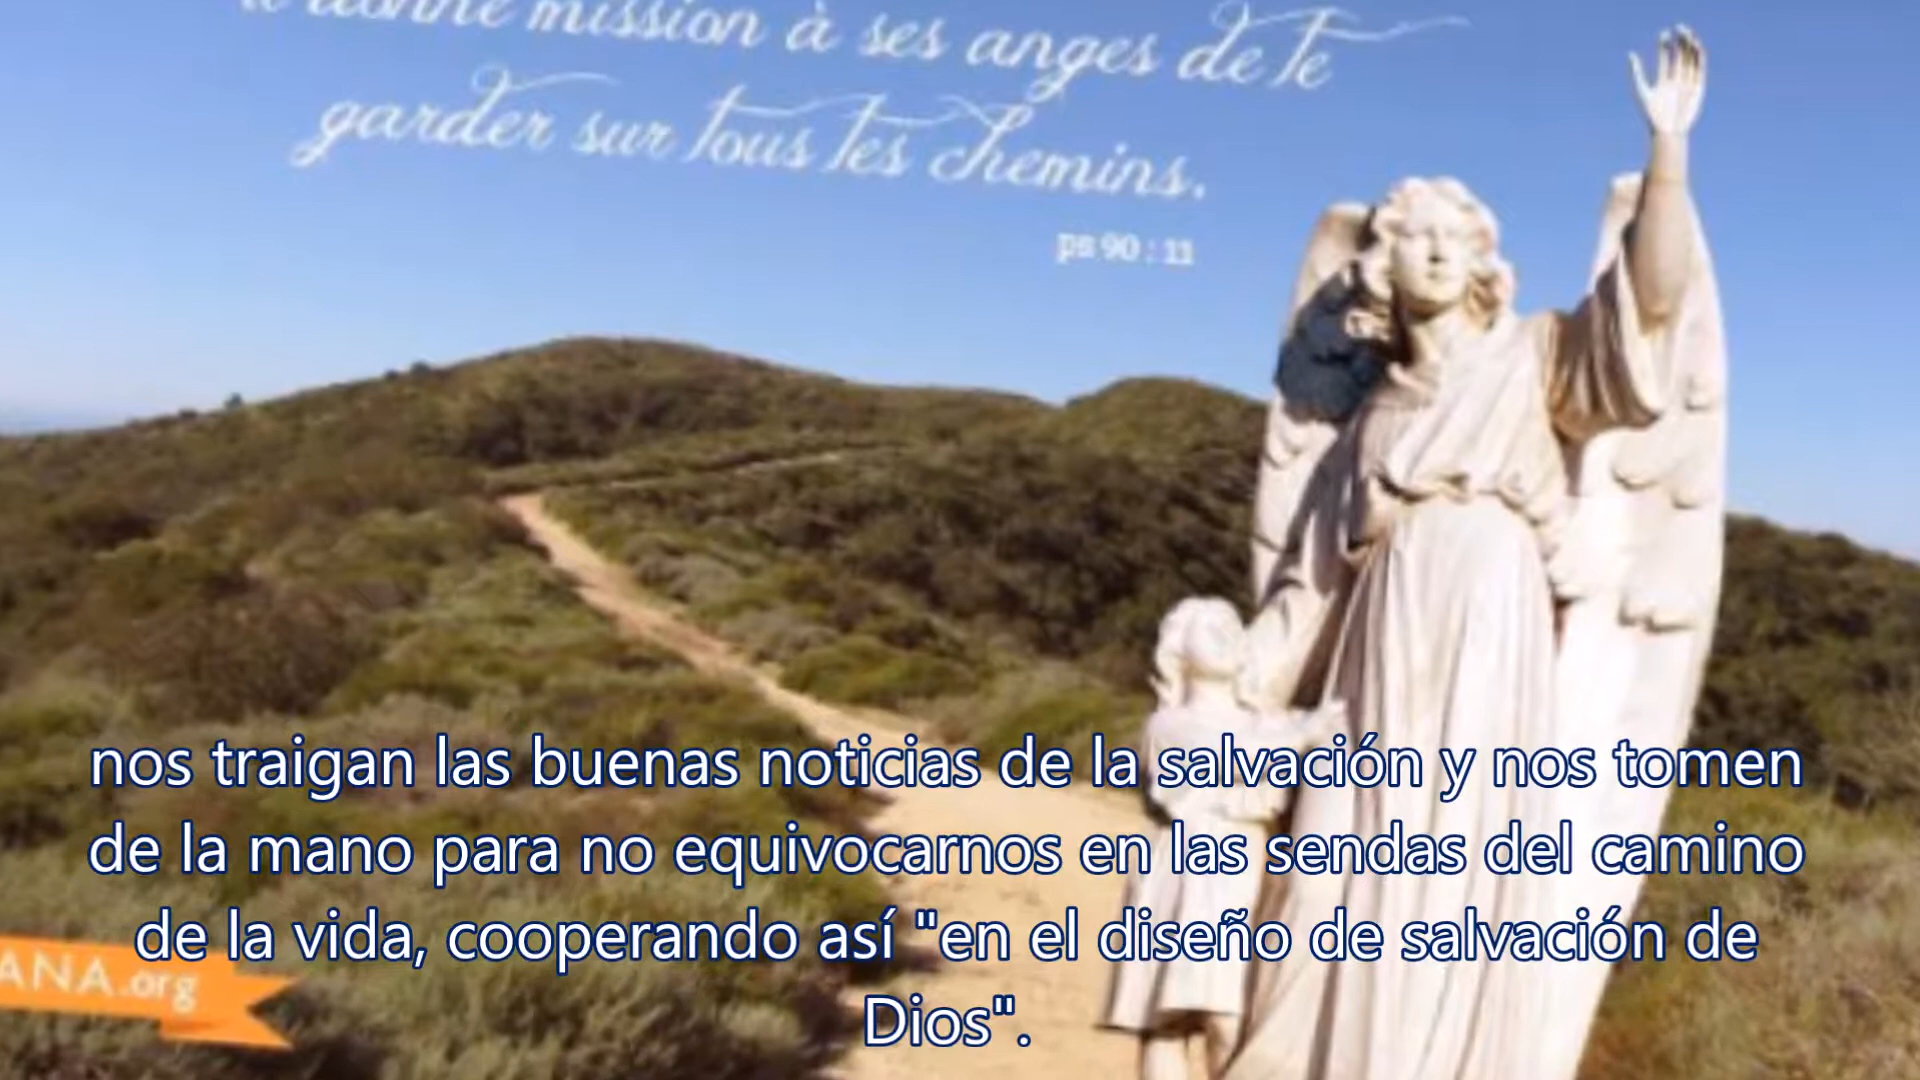 donne mission à ses anges de te
garder sur tous tes chemins.
ps 90 : 11
nos traigan las buenas noticias de la salvación y nos tomen
de la mano para no equivocarnos en las sendas del camino
de la vida, cooperando así "en el diseño de salvación de
Dios".
ANA.org